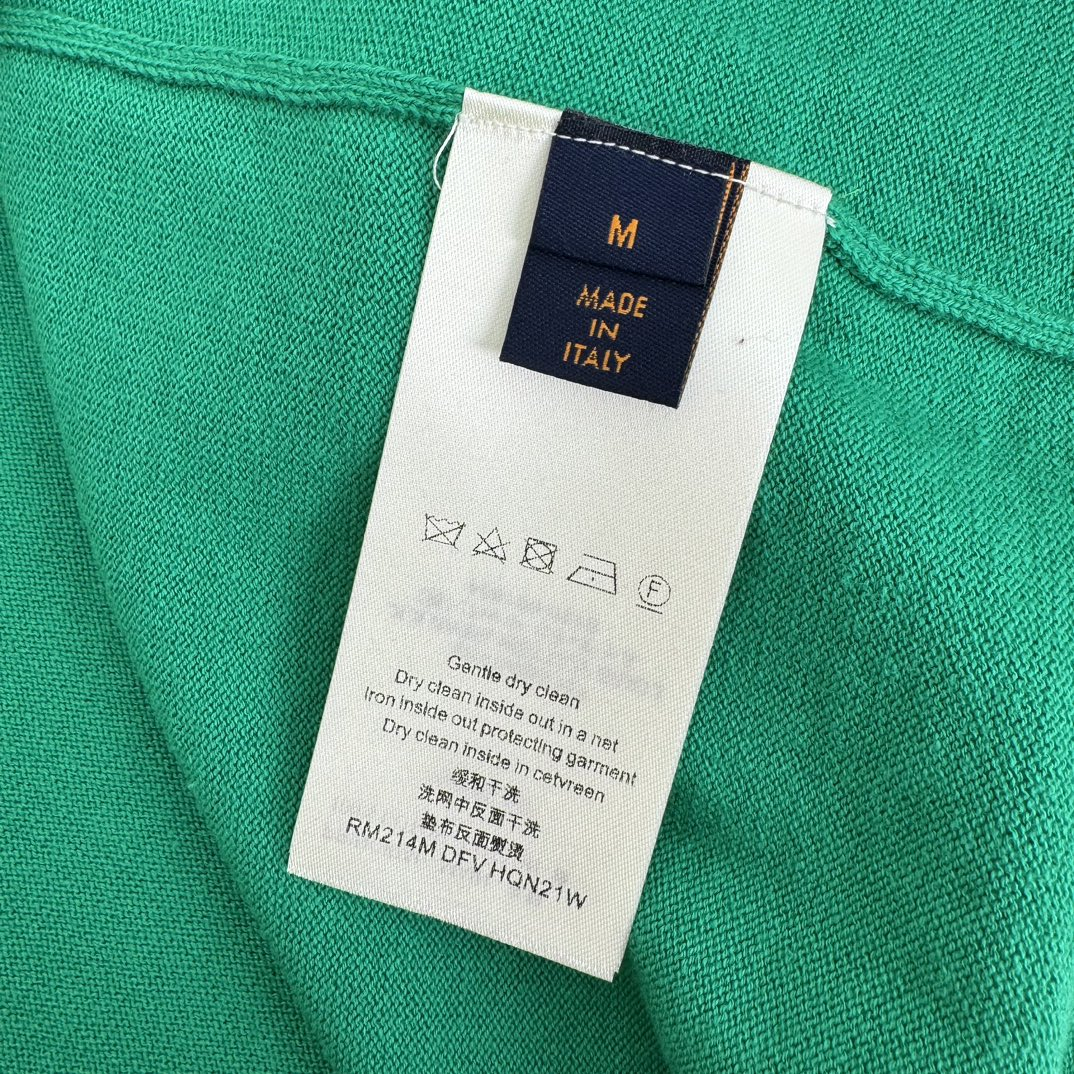 M
MADE
IN
ITALY
F
Gentle dry clean
Dry clean inside out in a net
Iron inside out protecting garment
Dry clean inside in cetvreen
缓和干洗
洗网中反面干洗
垫布反面熨烫
RM214M DFV HQN21W